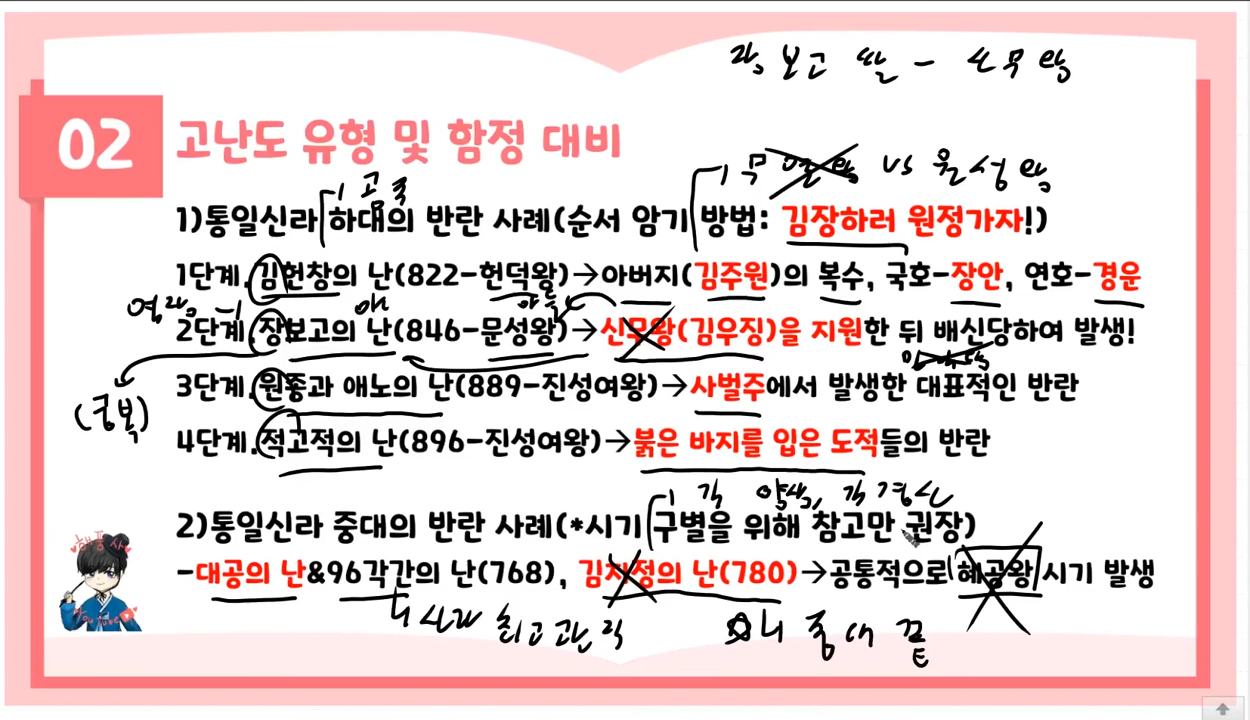 장보고 딸 - 신무왕
02
고난도 유형 및 함정 대비
무열왕 vs 원성왕
1)통일신라 하대의 반란 사례(순서 암기 방법: 김장하러 원정가자!)
1단계. 김헌창의 난(822-헌덕왕)→아버지(김주원)의 복수, 국호-장안, 연호-경운
2단계.장보고의 난(846-문성왕)→신무왕(김우징)을 지원한 뒤 배신당하여 발생!
3단계.원종과 애노의 난(889-진성여왕)→사벌주에서 발생한 대표적인 반란
(궁복)
4단계.적고적의 난(896-진성여왕)→붉은 바지를 입은 도적들의 반란
2)통일신라 중대의 반란 사례(*시기 구별을 위해 참고만 권장)
-대공의 난&96각간의 난(768), 김지정의 난(780)→공통적으로 혜공왕 시기 발생
신라 최고 관직
중대 끝
YouTube